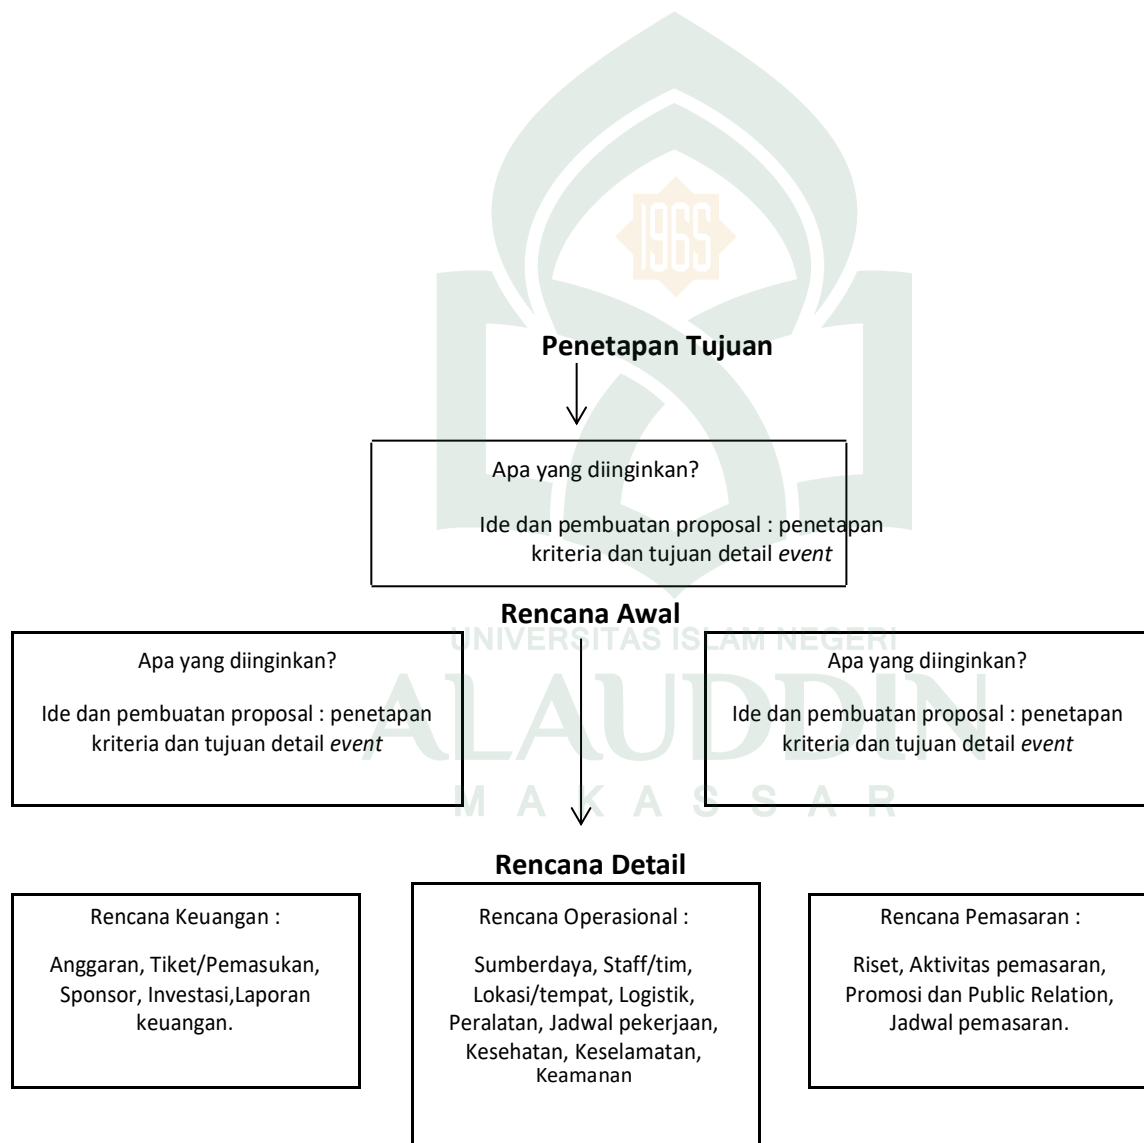 1965
Penetapan Tujuan
Apa yang diinginkan?
Ide dan pembuatan proposal : penetapan
kriteria dan tujuan detail event
Rencana Awal
UNIVERSITAS ISLAM NEGERI
ALAUDDIN
MAKASSAR
Apa yang diinginkan?
Ide dan pembuatan proposal : penetapan
kriteria dan tujuan detail event
Apa yang diinginkan?
Ide dan pembuatan proposal : penetapan
kriteria dan tujuan detail event
Rencana Detail
Rencana Keuangan :
Anggaran, Tiket/Pemasukan,
Sponsor, Investasi,Laporan
keuangan.
Rencana Operasional :
Sumberdaya, Staff/tim,
Lokasi/tempat, Logistik,
Peralatan, Jadwal pekerjaan,
Kesehatan, Keselamatan,
Keamanan
Rencana Pemasaran :
Riset, Aktivitas pemasaran,
Promosi dan Public Relation,
Jadwal pemasaran.